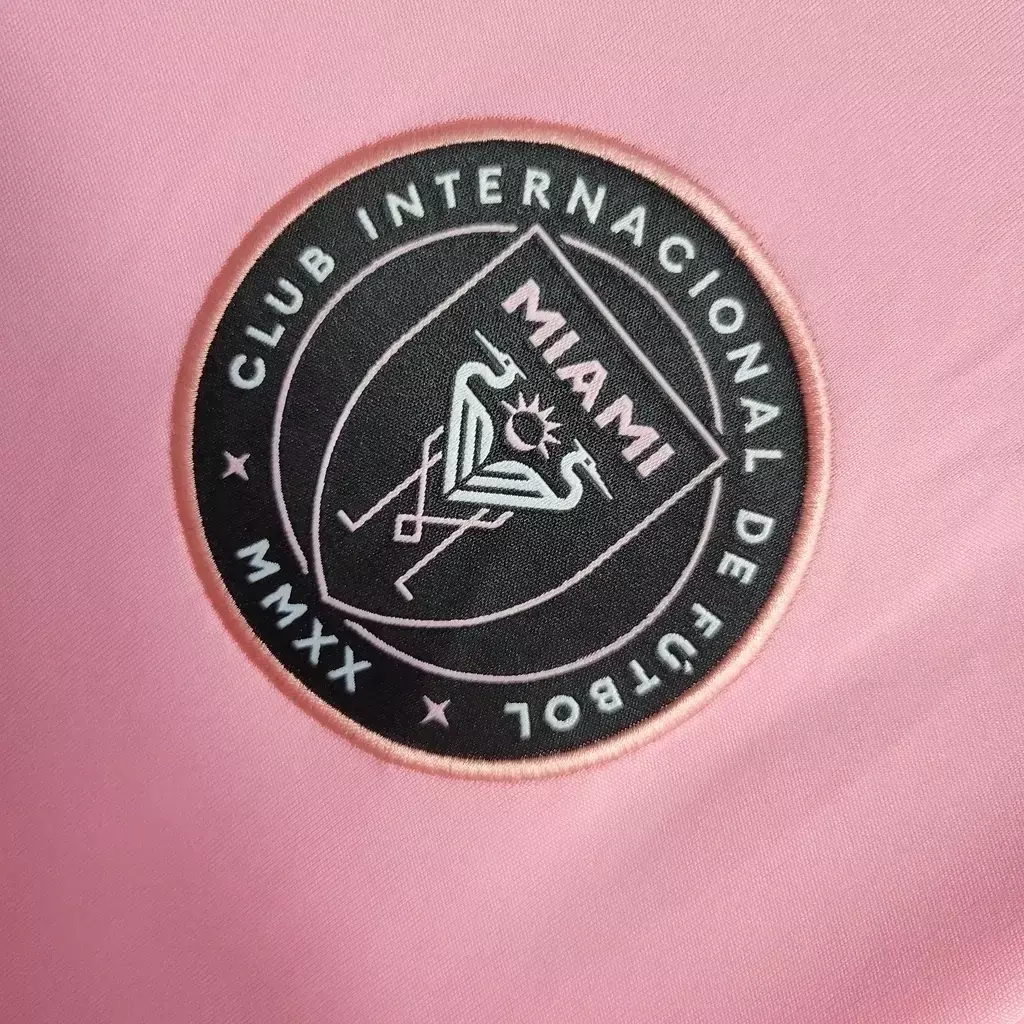 CLUB INTERNACIONAL DE FÚTBOL
MIAMI
MMXX